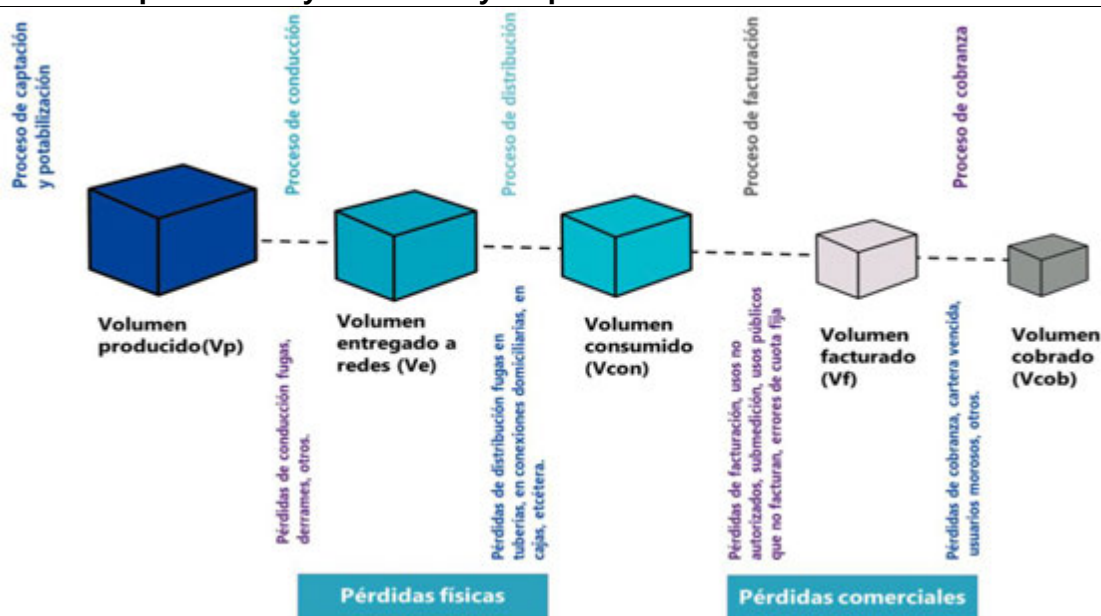 Proceso de captación
y potabilización
Proceso de conducción
Proceso de distribución
Proceso de facturación
Proceso de cobranza
Volumen
producido(Vp)
Volumen
entregado a
redes (Ve)
Volumen
consumido
(Vcon)
Volumen
facturado
(Vf)
Volumen
cobrado
(Vcob)
Pérdidas de conducción fugas,
derrames, otros.
Pérdidas de distribución fugas en
tuberías, en conexiones domiciliarias, en
cajas, etcétera.
Pérdidas de facturación, usos no
autorizados, submedición, usos públicos
que no facturan, errores de cuota fija
Pérdidas de cobranza, cartera vencida,
usuarios morosos, otros.
Pérdidas físicas
Pérdidas comerciales